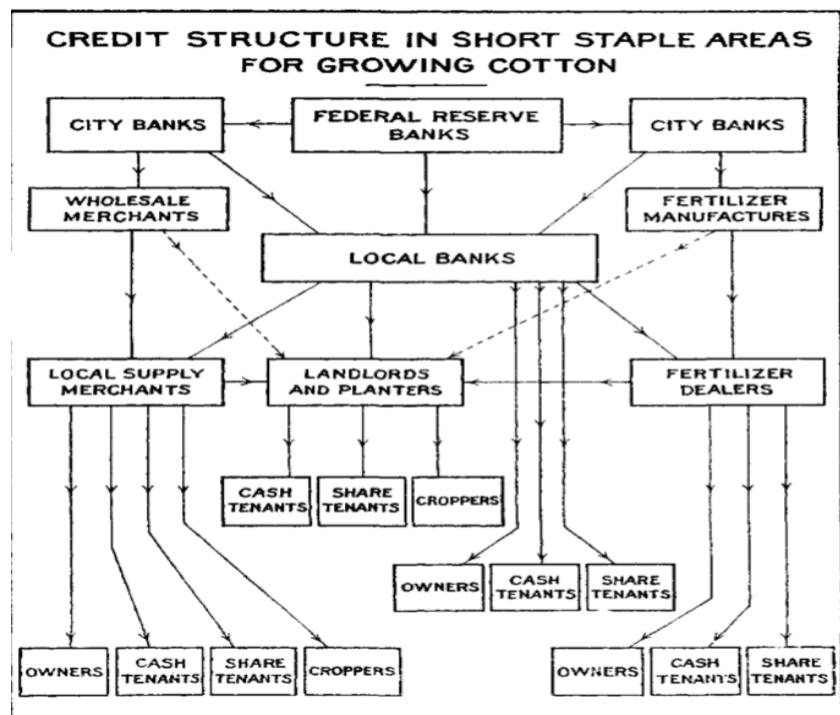 CREDIT STRUCTURE IN SHORT STAPLE AREAS
FOR GROWING COTTON
CITY BANKS
FEDERAL RESERVE
BANKS
CITY BANKS
WHOLESALE
MERCHANTS
FERTILIZER
MANUFACTURES
LOCAL BANKS
LOCAL SUPPLY
MERCHANTS
LANDLORDS
AND PLANTERS
FERTILIZER
DEALERS
CASH
TENANTS
SHARE
TENANTS
CROPPERS
OWNERS
CASH
TENANTS
SHARE
TENANTS
OWNERS
CASH
TENANTS
SHARE
TENANTS
CROPPERS
OWNERS
CASH
TENANTS
SHARE
TENANTS